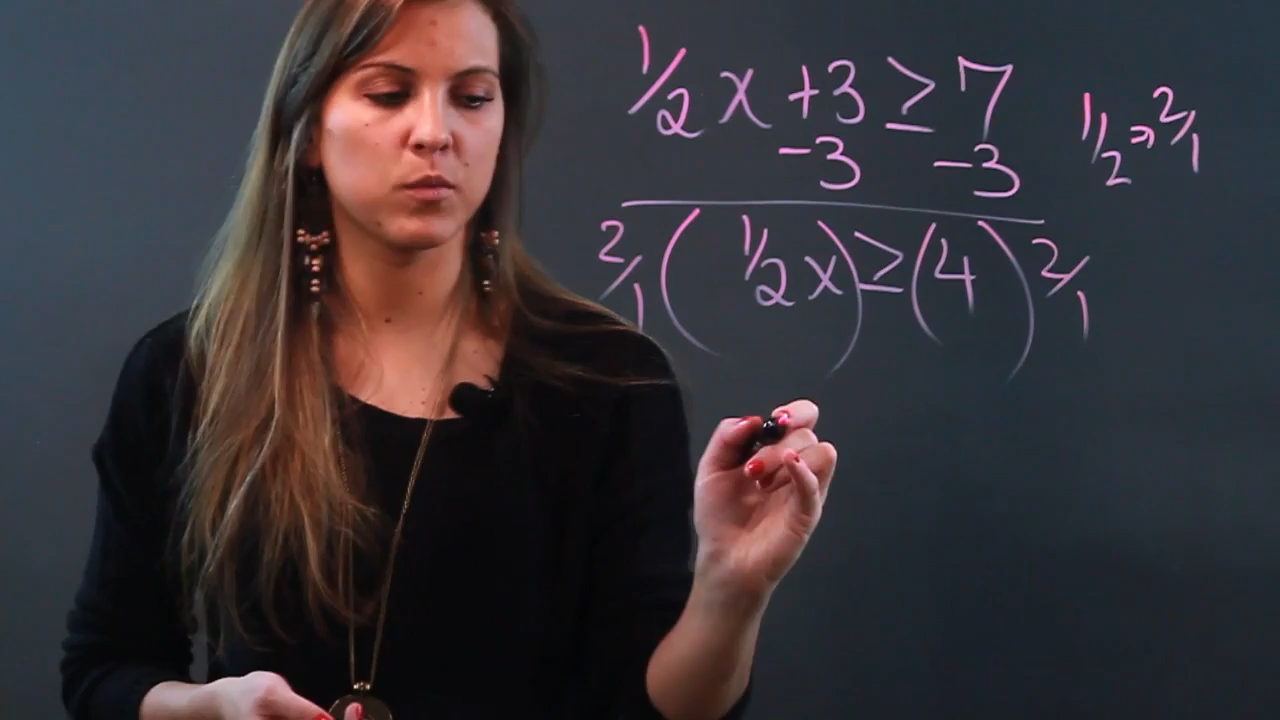 1/2 x + 3 ≥ 7
-3 -3
1/2 → 2/1
2/1 ( 1/2 x ) ≥ ( 4 ) 2/1